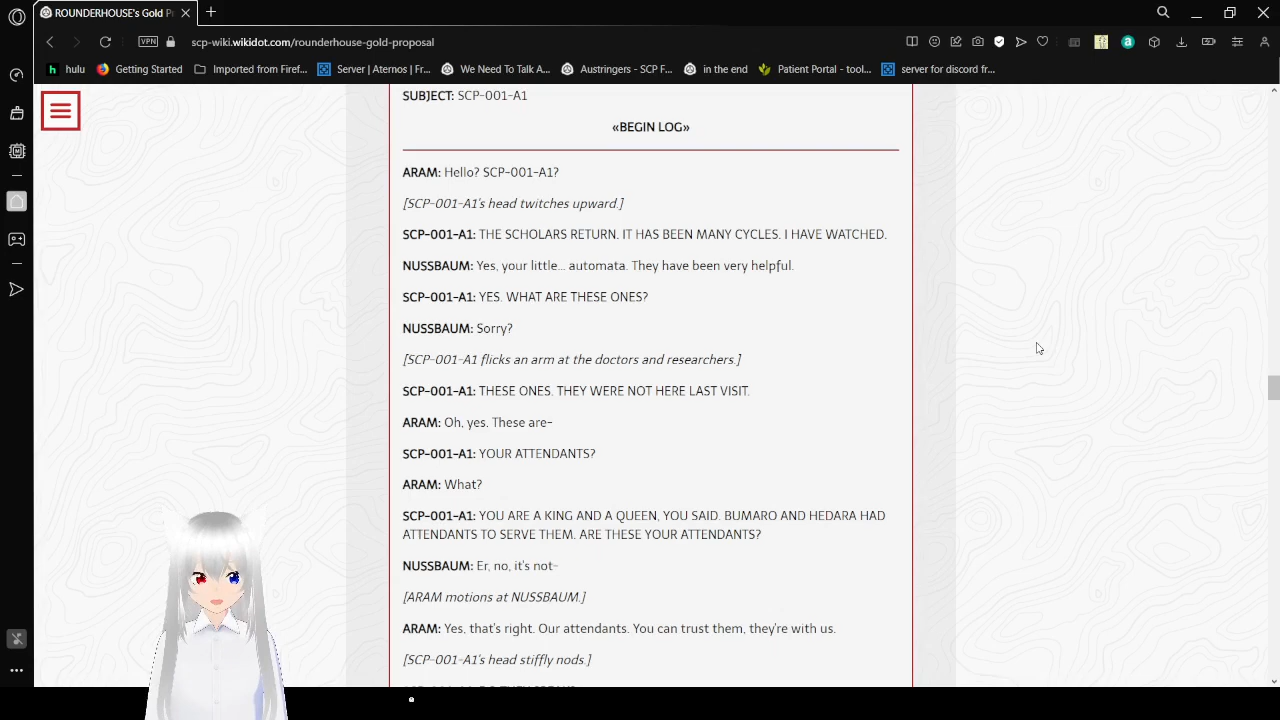 ROUNDERHOUSE's Gold P
VPN
scp-wiki.wikidot.com/rounderhouse-gold-proposal
hulu
Getting Started
Imported from Firef...
Server | Aternos | Fr...
We Need To Talk A...
Austringers - SCP F...
in the end
Patient Portal - tool...
server for discord fr...
SUBJECT: SCP-001-A1
«BEGIN LOG»
ARAM: Hello? SCP-001-A1?
[SCP-001-A1's head twitches upward.]
SCP-001-A1: THE SCHOLARS RETURN. IT HAS BEEN MANY CYCLES. I HAVE WATCHED.
NUSSBAUM: Yes, your little... automata. They have been very helpful.
SCP-001-A1: YES. WHAT ARE THESE ONES?
NUSSBAUM: Sorry?
[SCP-001-A1 flicks an arm at the doctors and researchers.]
SCP-001-A1: THESE ONES. THEY WERE NOT HERE LAST VISIT.
ARAM: Oh, yes. These are-
SCP-001-A1: YOUR ATTENDANTS?
ARAM: What?
SCP-001-A1: YOU ARE A KING AND A QUEEN, YOU SAID. BUMARO AND HEDARA HAD
ATTENDANTS TO SERVE THEM. ARE THESE YOUR ATTENDANTS?
NUSSBAUM: Er, no, it's not-
[ARAM motions at NUSSBAUM.]
ARAM: Yes, that's right. Our attendants. You can trust them, they're with us.
[SCP-001-A1's head stiffly nods.]